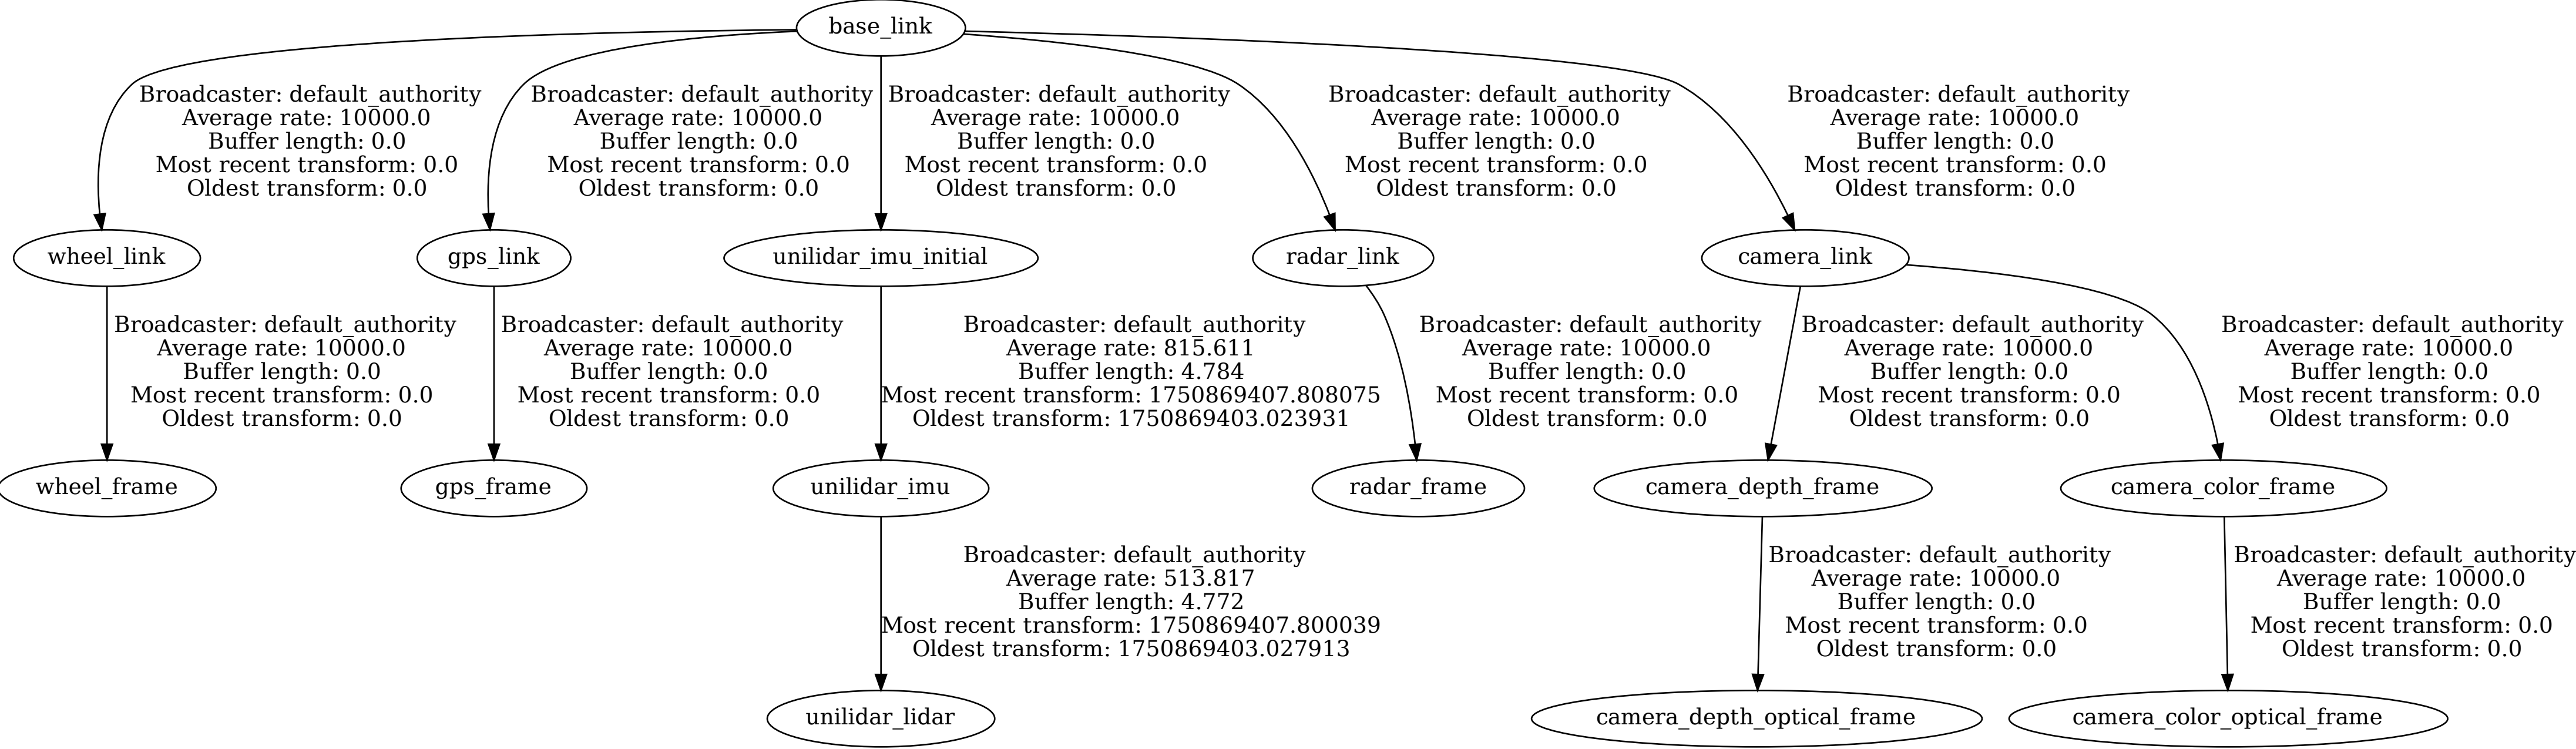 base_link
Broadcaster: default_authority
Average rate: 10000.0
Buffer length: 0.0
Most recent transform: 0.0
Oldest transform: 0.0
Broadcaster: default_authority
Average rate: 10000.0
Buffer length: 0.0
Most recent transform: 0.0
Oldest transform: 0.0
Broadcaster: default_authority
Average rate: 10000.0
Buffer length: 0.0
Most recent transform: 0.0
Oldest transform: 0.0
Broadcaster: default_authority
Average rate: 10000.0
Buffer length: 0.0
Most recent transform: 0.0
Oldest transform: 0.0
Broadcaster: default_authority
Average rate: 10000.0
Buffer length: 0.0
Most recent transform: 0.0
Oldest transform: 0.0
wheel_link
gps_link
unilidar_imu_initial
radar_link
camera_link
Broadcaster: default_authority
Average rate: 10000.0
Buffer length: 0.0
Most recent transform: 0.0
Oldest transform: 0.0
Broadcaster: default_authority
Average rate: 10000.0
Buffer length: 0.0
Most recent transform: 0.0
Oldest transform: 0.0
Broadcaster: default_authority
Average rate: 815.611
Buffer length: 4.784
Most recent transform: 1750869407.808075
Oldest transform: 1750869403.023931
Broadcaster: default_authority
Average rate: 10000.0
Buffer length: 0.0
Most recent transform: 0.0
Oldest transform: 0.0
Broadcaster: default_authority
Average rate: 10000.0
Buffer length: 0.0
Most recent transform: 0.0
Oldest transform: 0.0
Broadcaster: default_authority
Average rate: 10000.0
Buffer length: 0.0
Most recent transform: 0.0
Oldest transform: 0.0
wheel_frame
gps_frame
unilidar_imu
radar_frame
camera_depth_frame
camera_color_frame
Broadcaster: default_authority
Average rate: 513.817
Buffer length: 4.772
Most recent transform: 1750869407.800039
Oldest transform: 1750869403.027913
Broadcaster: default_authority
Average rate: 10000.0
Buffer length: 0.0
Most recent transform: 0.0
Oldest transform: 0.0
Broadcaster: default_authority
Average rate: 10000.0
Buffer length: 0.0
Most recent transform: 0.0
Oldest transform: 0.0
unilidar_lidar
camera_depth_optical_frame
camera_color_optical_frame